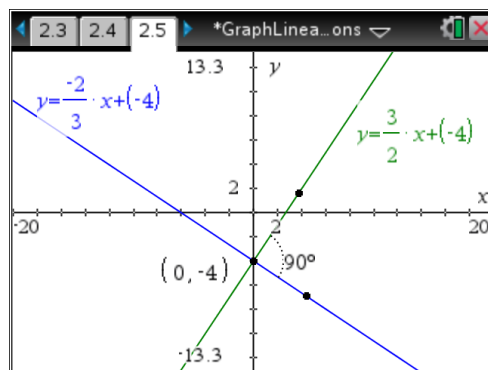 2.3 2.4 2.5 *GraphLinea...ons
13.3 y
y=-2/3·x+(-4)
y=3/2·x+(-4)
2
x
-20 2 20
(0,-4) 90°
-13.3